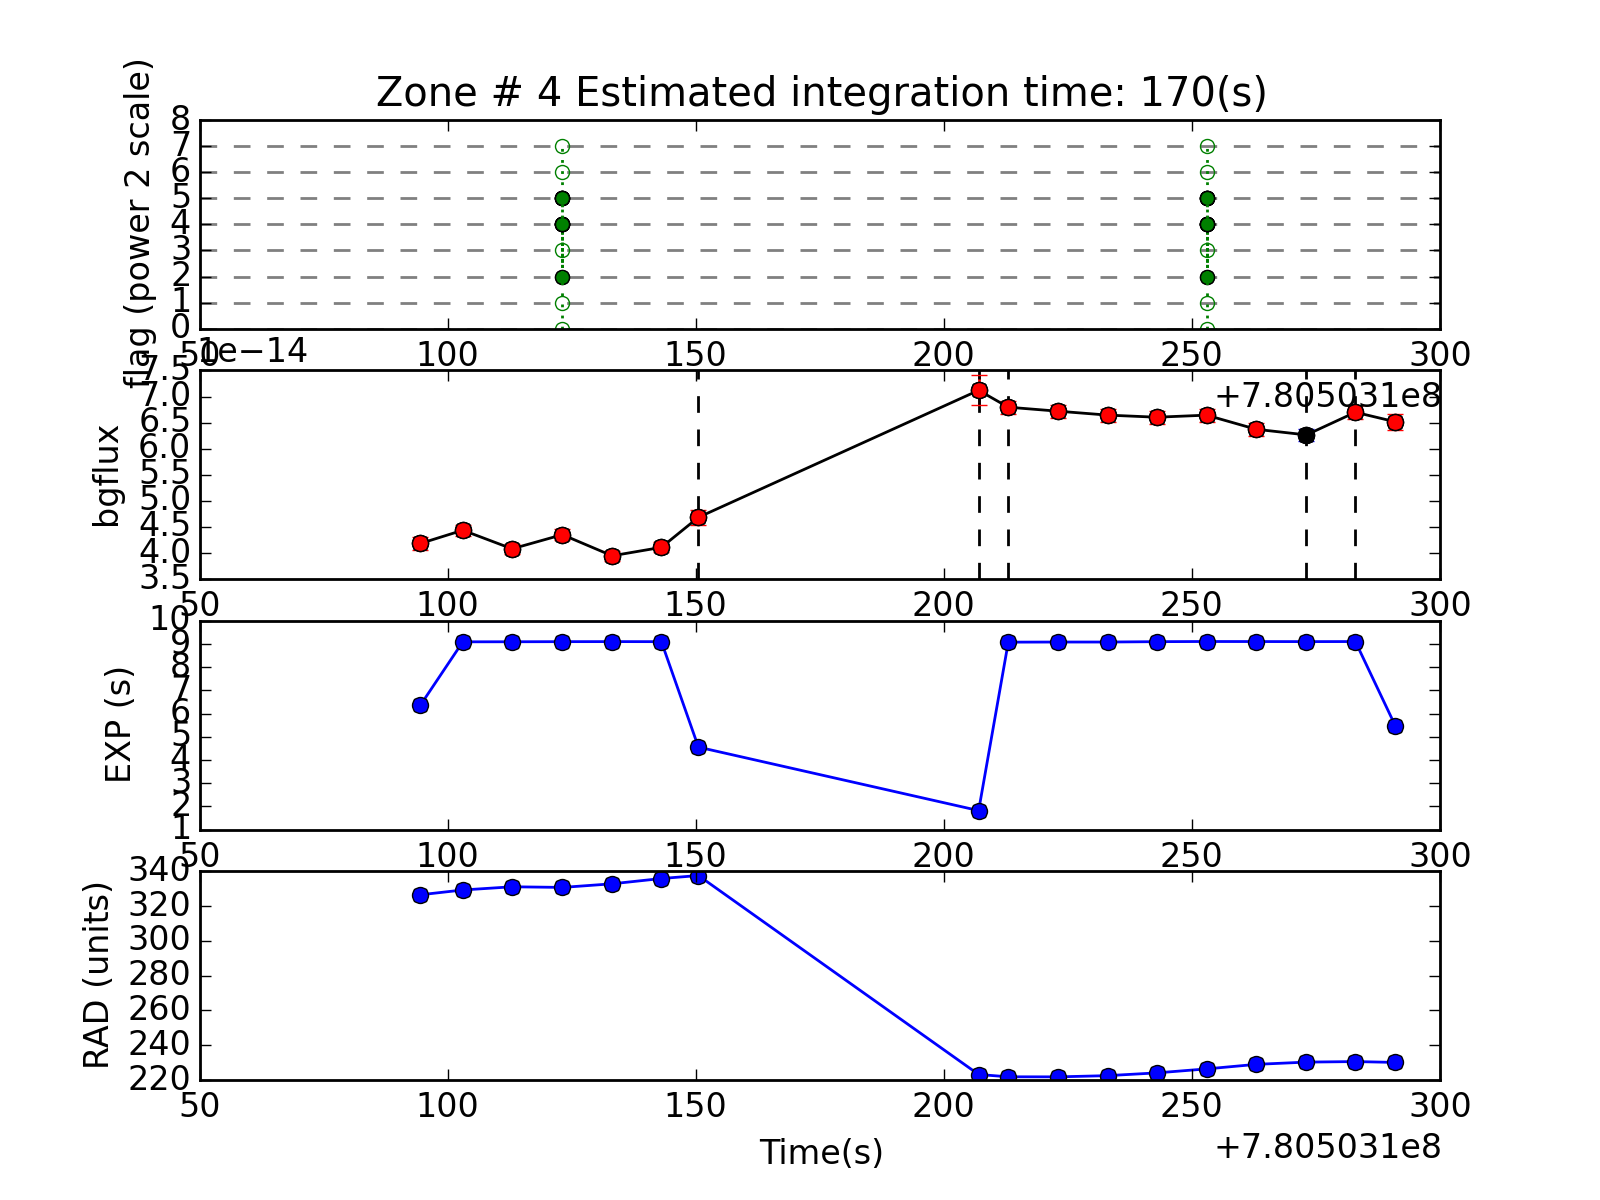 Zone # 4 Estimated integration time: 170(s)
flag (power 2 scale)
8
7
6
5
4
3
2
1
0
50 100 150 200 250 300
1e−14
+7.805031e8
bgflux
7.5
7.0
6.5
6.0
5.5
5.0
4.5
4.0
3.5
50 100 150 200 250 300
EXP (s)
10
9
8
7
6
5
4
3
2
1
50 100 150 200 250 300
RAD (units)
340
320
300
280
260
240
220
50 100 150 200 250 300
Time(s)
+7.805031e8